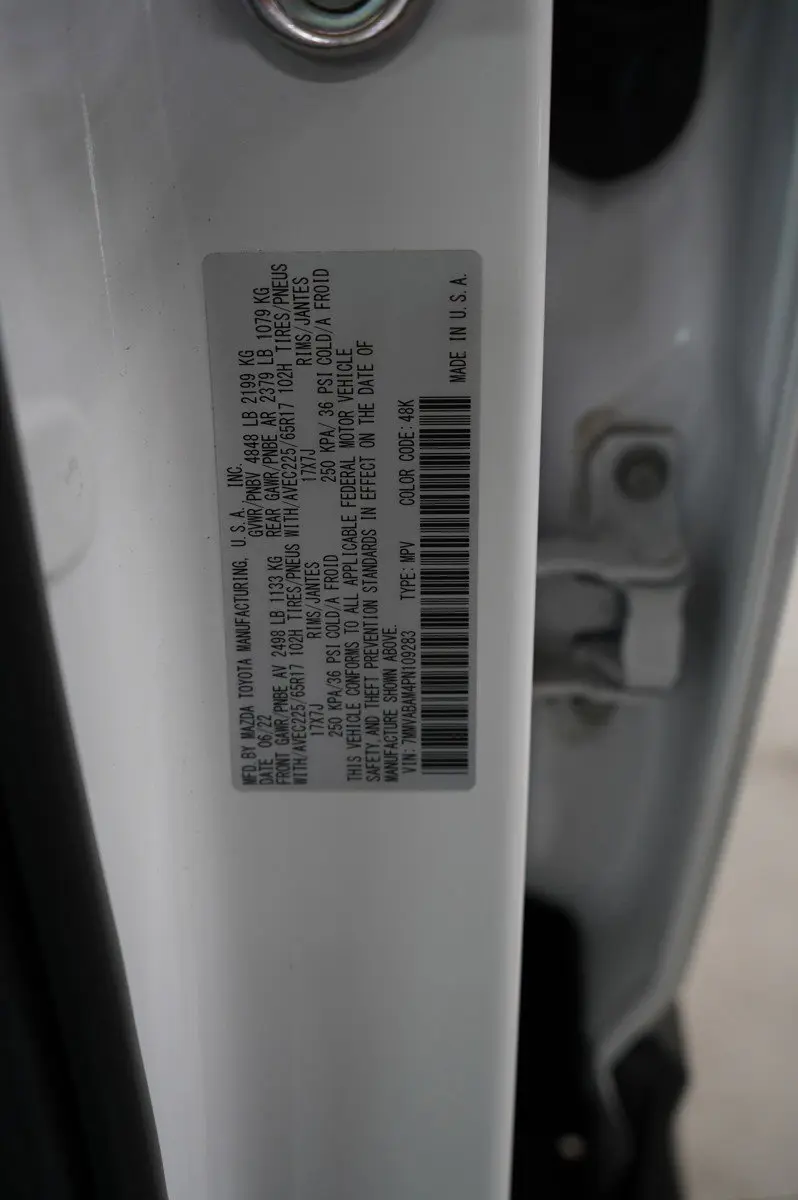 MFD.BY MAZDA TOYOTA MANUFACTURING, U.S.A., INC.
DATE 06/22 GVWR/PNBV 4848 LB 2199 KG
FRONT GAWR/PNBE AV 2498 LB 1133 KG REAR GAWR/PNBE AR 2379 LB 1079 KG
WITH/AVEC225/65R17 102H TIRES/PNEUS WITH/AVEC225/65R17 102H TIRES/PNEUS
17X7J RIMS/JANTES 17X7J RIMS/JANTES
250 KPA/36 PSI COLD/A FROID 250 KPA/ 36 PSI COLD/A FROID
THIS VEHICLE CONFORMS TO ALL APPLICABLE FEDERAL MOTOR VEHICLE
SAFETY AND THEFT PREVENTION STANDARDS IN EFFECT ON THE DATE OF
MANUFACTURE SHOWN ABOVE.
VIN: 7MMVABAM4PN109283 TYPE: MPV COLOR CODE: 48K
MADE IN U.S.A.